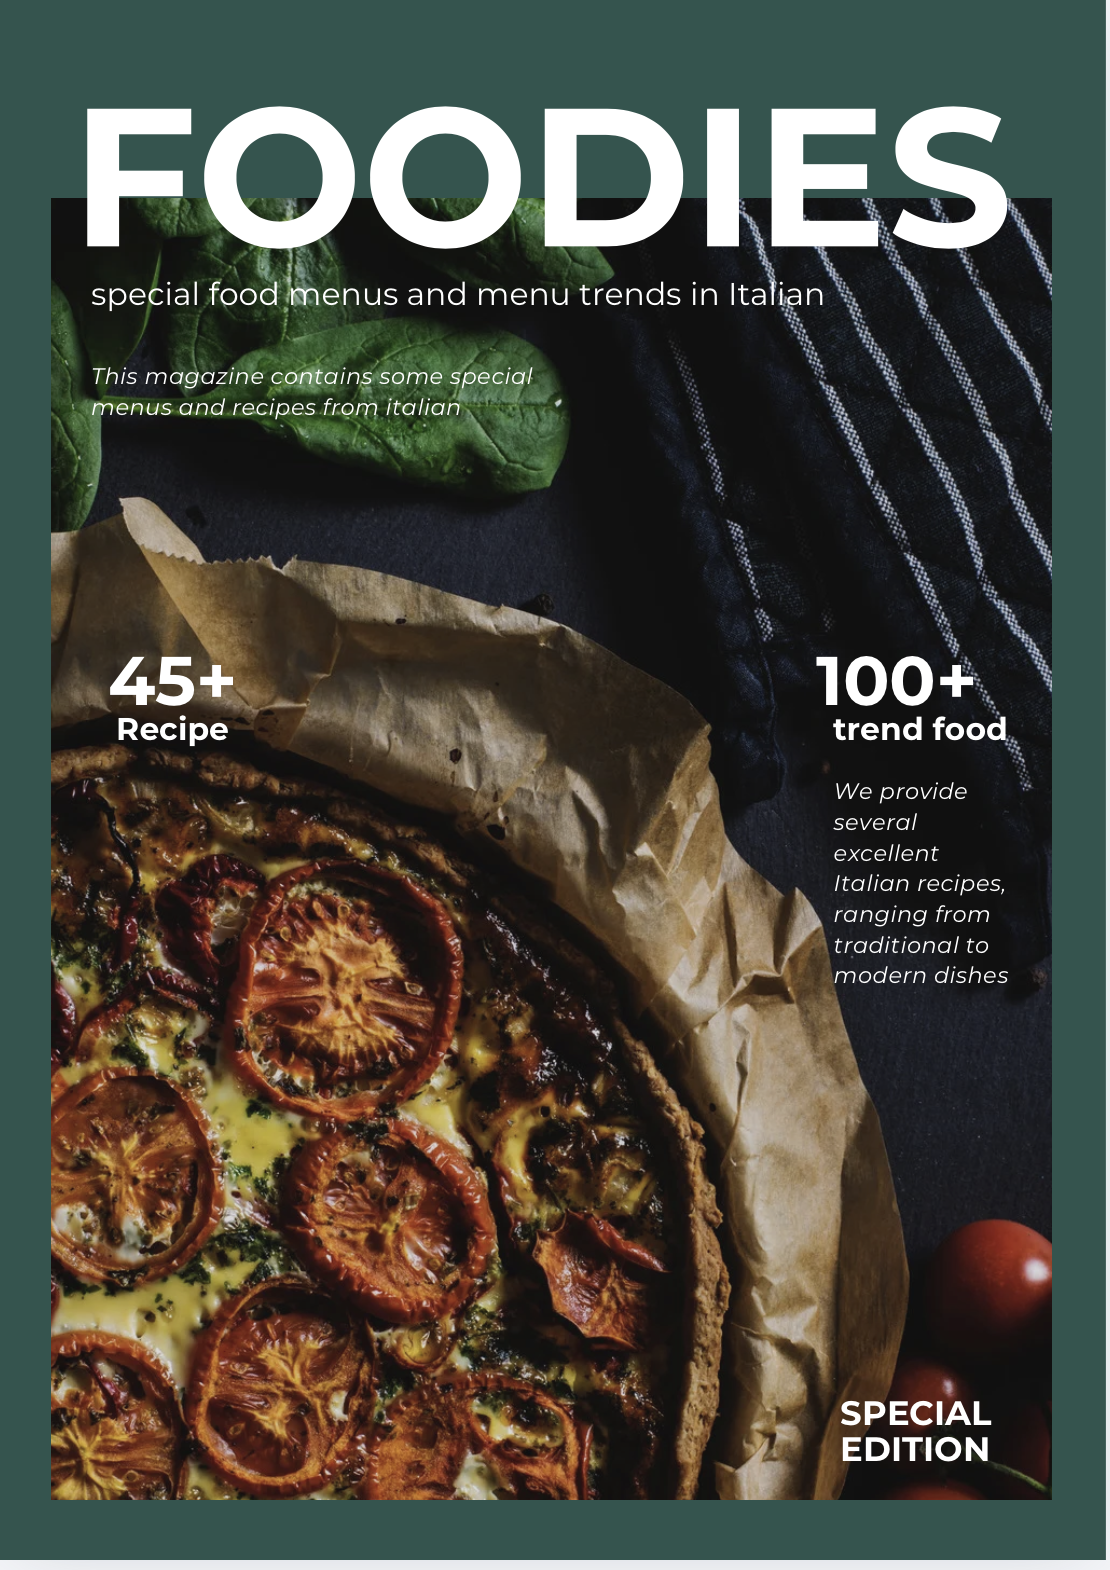 FOODIES
special food menus and menu trends in Italian
This magazine contains some special
menus and recipes from italian
45+
Recipe
100+
trend food
We provide
several
excellent
Italian recipes,
ranging from
traditional to
modern dishes
SPECIAL
EDITION